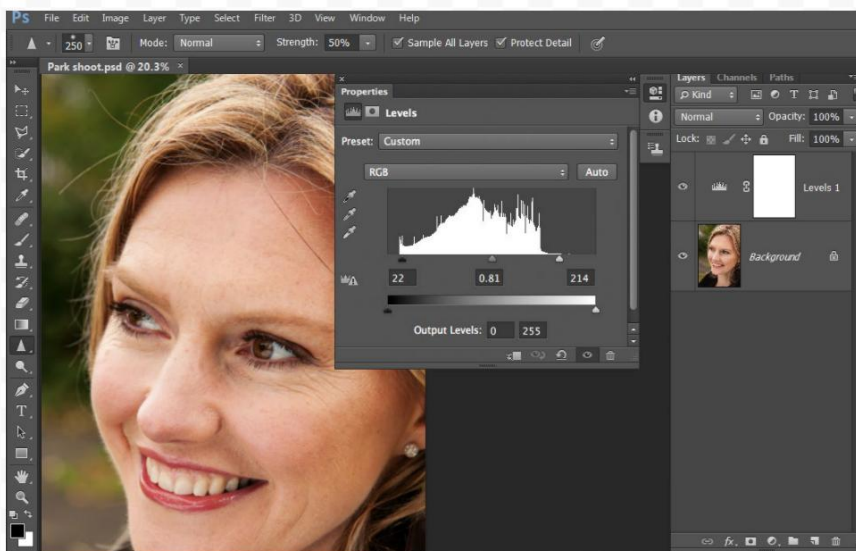 Ps File Edit Image Layer Type Select Filter 3D View Window Help
250 Mode: Normal Strength: 50% Sample All Layers Protect Detail
Park shoot.psd @ 20.3% ×
Properties
Levels
Preset: Custom
RGB Auto
22 0.81 214
Output Levels: 0 255
Layers Channels Paths
Kind T
Normal Opacity: 100%
Lock: Fill: 100%
Levels 1
Background
T
fx